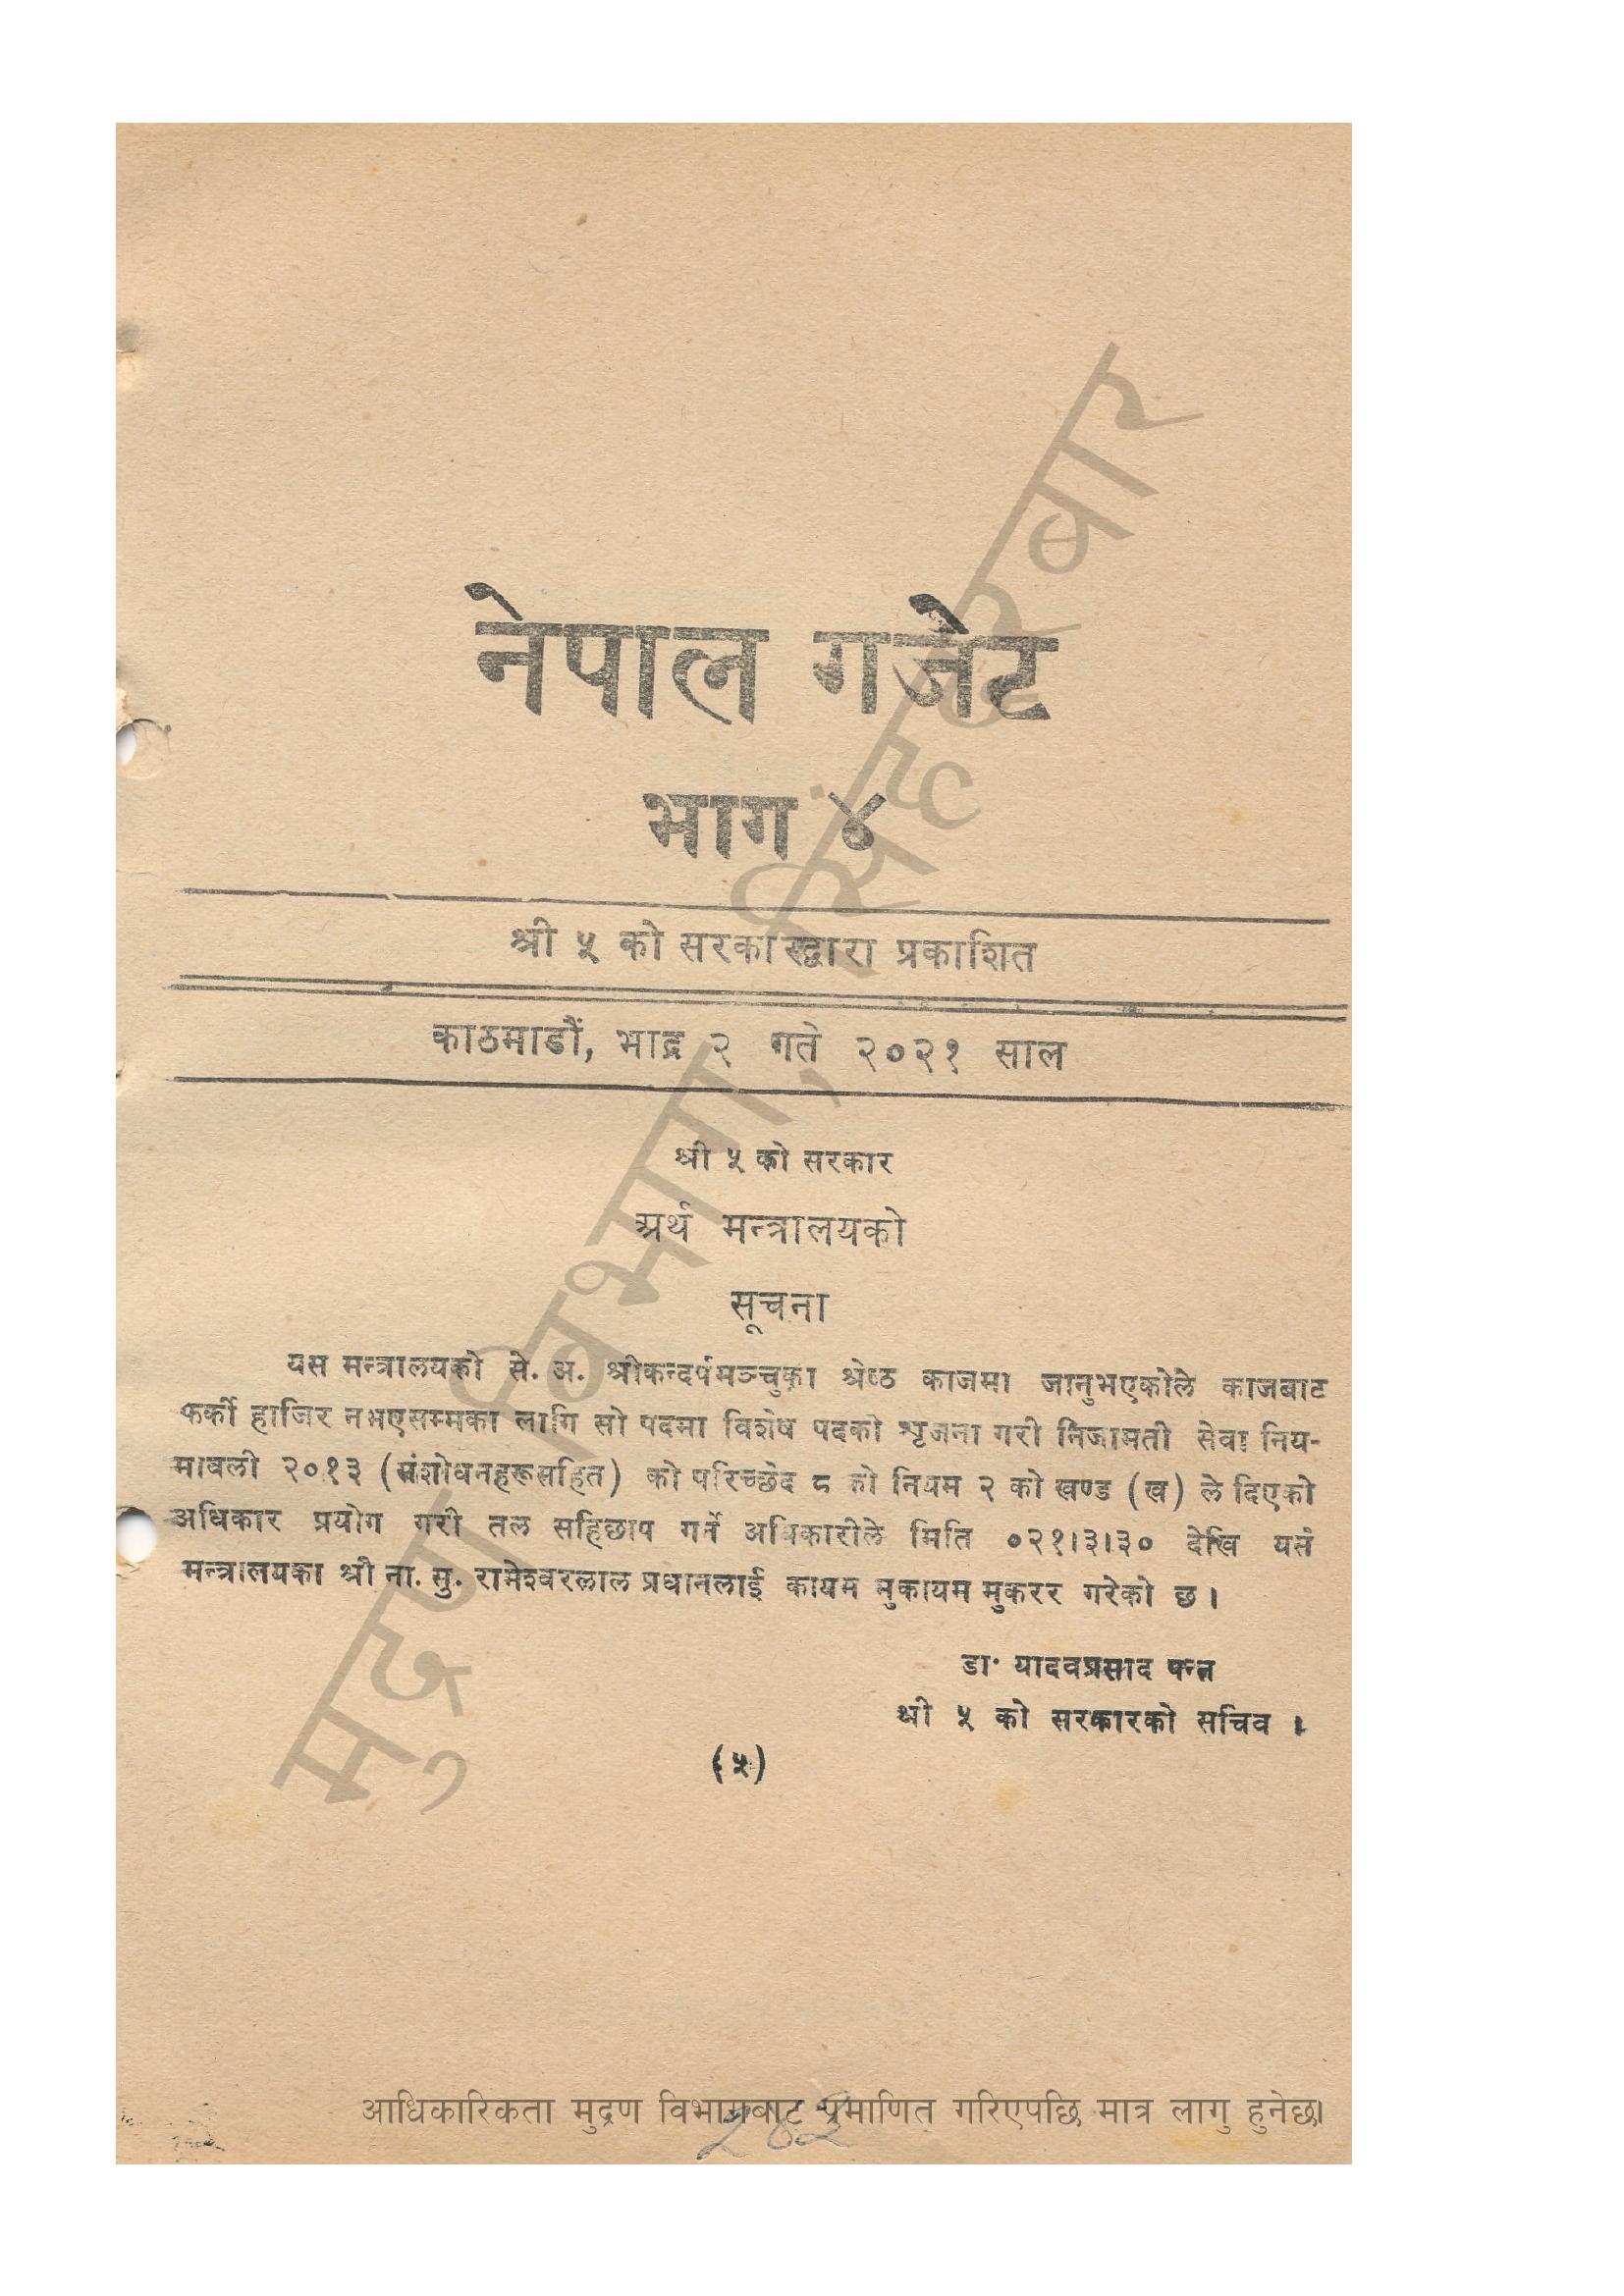 नेपाल गजेट
भाग ४
श्री ५ को सरकारद्वारा प्रकाशित
काठमाडौं, भाद्र २ गते २०२१ साल
श्री ५ को सरकार
अर्थ मन्त्रालयको
सूचना
यस मन्त्रालयको से. अ. श्रीकन्दर्पमञ्चुका श्रेष्ठ काजमा जानुभएकोले काजबाट
फर्की हाजिर नभएसम्मका लागि सो पदमा विशेष पदको शृजना गरी निजामती सेवा निय-
मावली २०१३ (संशोधनहरूसहित) को परिच्छेद ८ को नियम २ को खण्ड (ख) ले दिएको
अधिकार प्रयोग गरी तल सहिछाप गर्ने अधिकारीले मिति ०२१।३।३० देखि यसै
मन्त्रालयका श्री ना. सु. रामेश्वरलाल प्रधानलाई कायम मुकायम मुकरर गरेको छ ।
डा. यादवप्रसाद पन्त
श्री ५ को सरकारको सचिव ।
(५)
मुद्रण विभाग, सिंहदरबार
आधिकारिकता मुद्रण विभागबाट प्रमाणित गरिएपछि मात्र लागु हुनेछ।